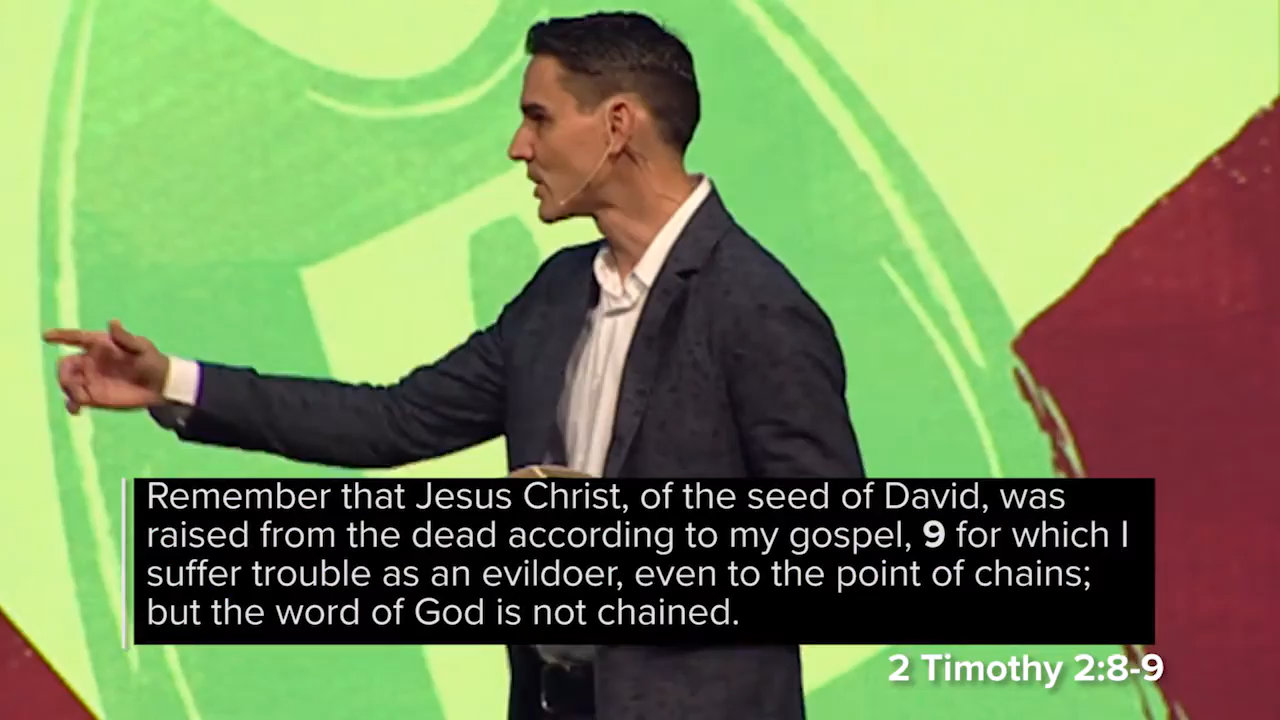 Remember that Jesus Christ, of the seed of David, was
raised from the dead according to my gospel, 9 for which I
suffer trouble as an evildoer, even to the point of chains;
but the word of God is not chained.
2 Timothy 2:8-9